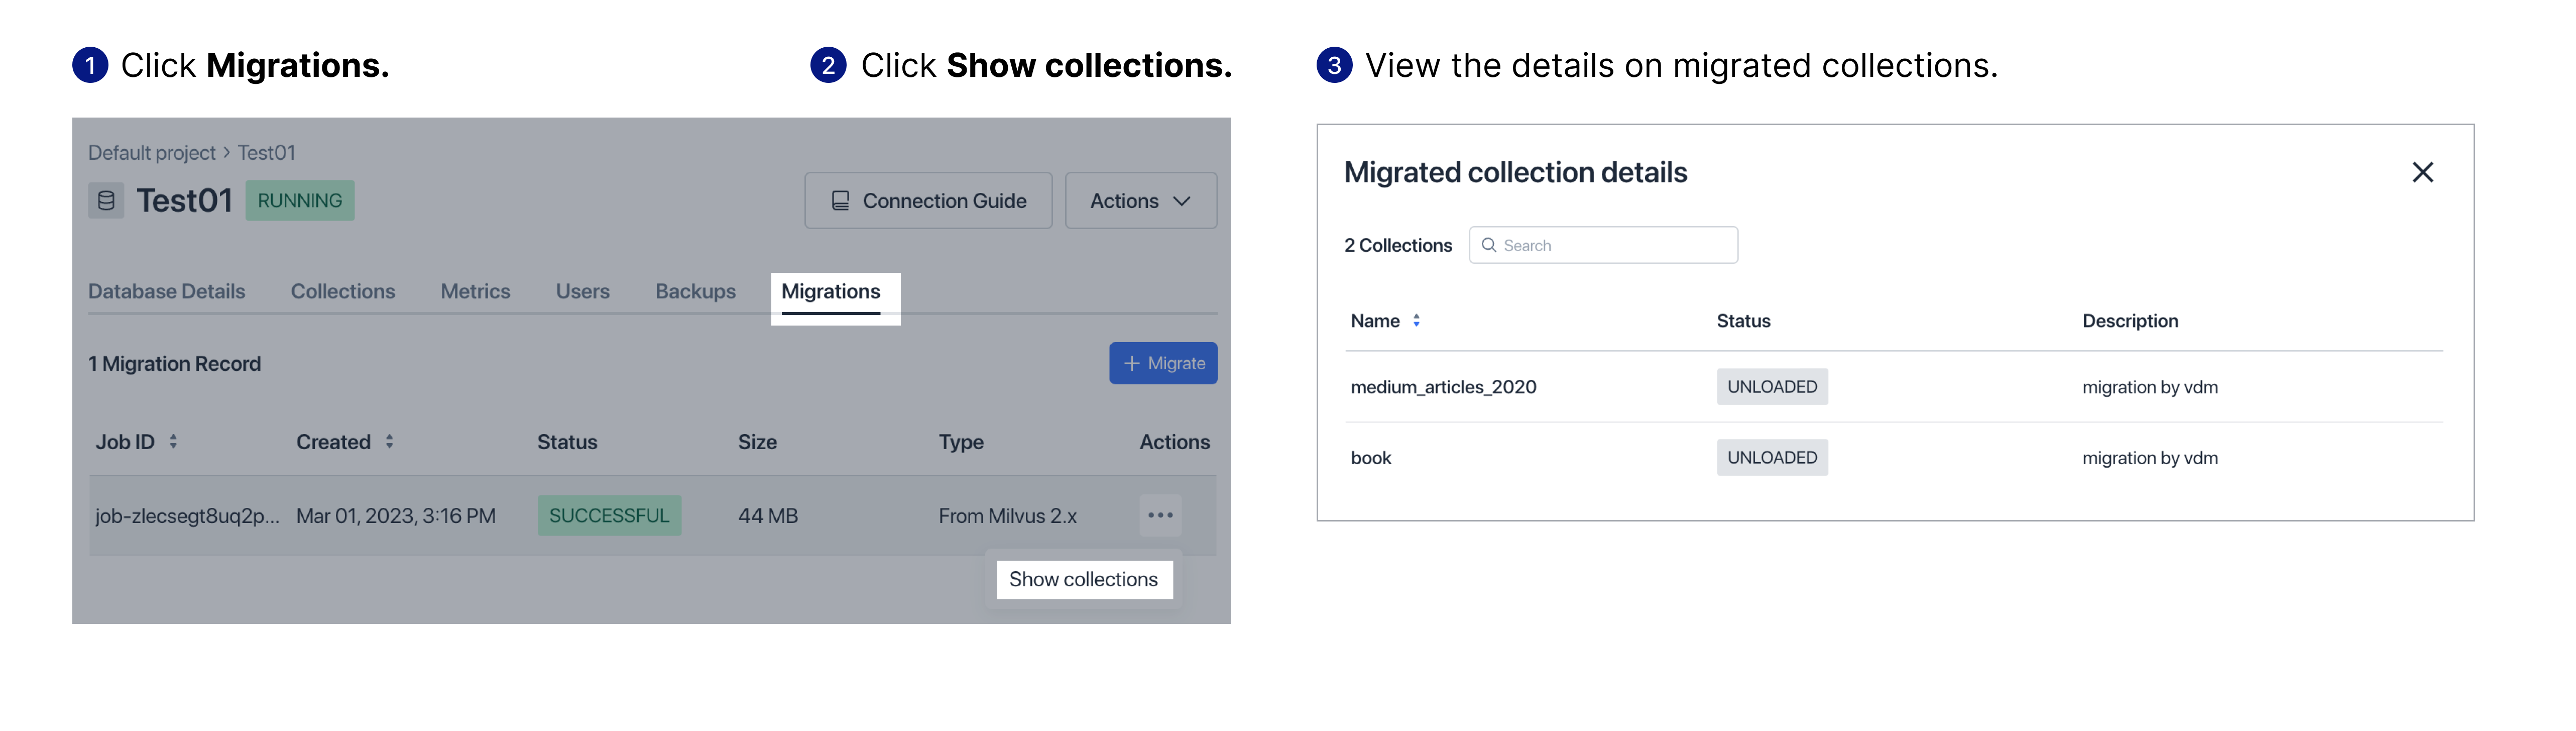 1 Click Migrations.
2 Click Show collections.
3 View the details on migrated collections.
Default project > Test01
Test01 RUNNING
Connection Guide
Actions
Database Details Collections Metrics Users Backups Migrations
1 Migration Record
+ Migrate
Job ID Created Status Size Type Actions
job-zlecsegt8uq2p... Mar 01, 2023, 3:16 PM SUCCESSFUL 44 MB From Milvus 2.x
Show collections
Migrated collection details
2 Collections Search
Name Status Description
medium_articles_2020 UNLOADED migration by vdm
book UNLOADED migration by vdm